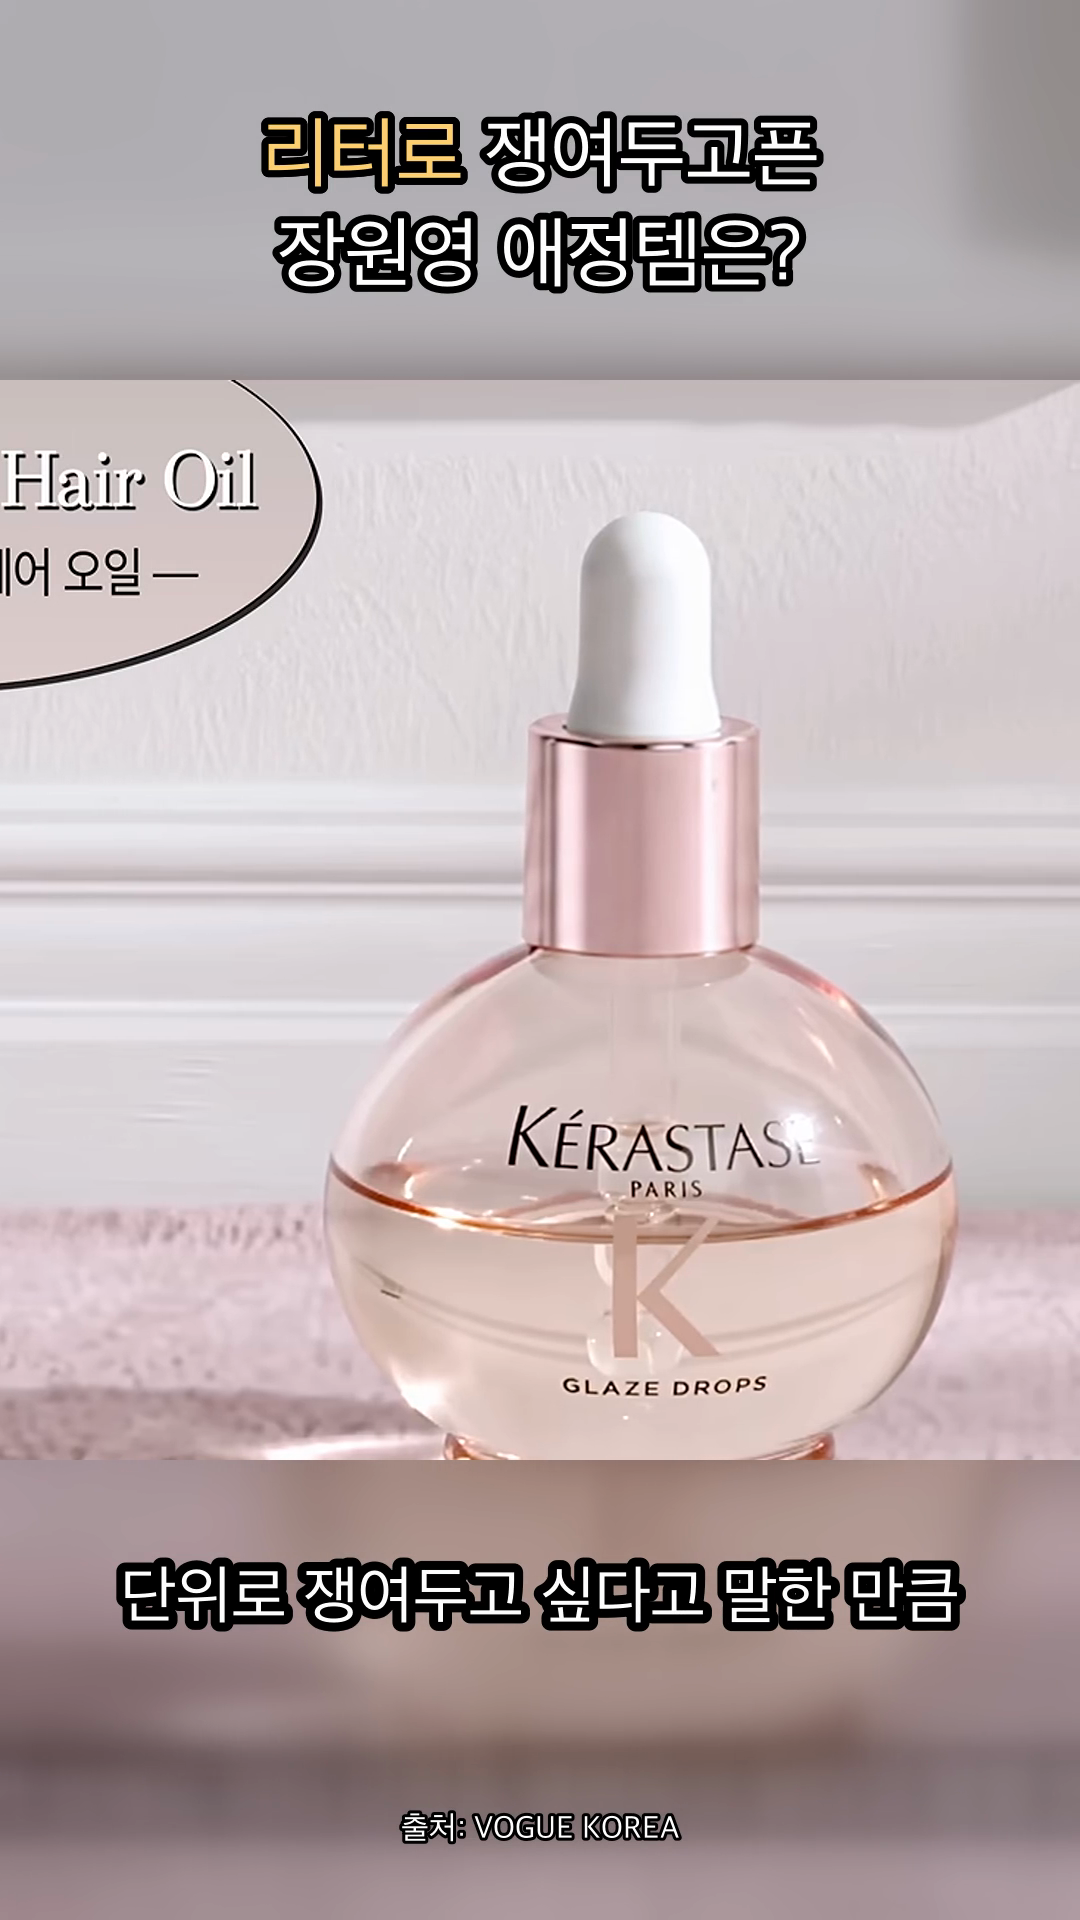 리터로 쟁여두고픈
장원영 애정템은?
Hair Oil
헤어 오일 —
KÉRASTASE
PARIS
K
GLAZE DROPS
단위로 쟁여두고 싶다고 말한 만큼
출처: VOGUE KOREA